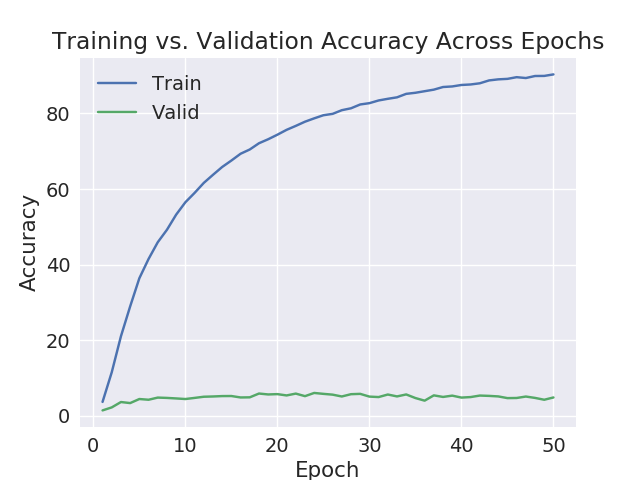 Training vs. Validation Accuracy Across Epochs
Train
Valid
80
60
40
20
0
Accuracy
0 10 20 30 40 50
Epoch